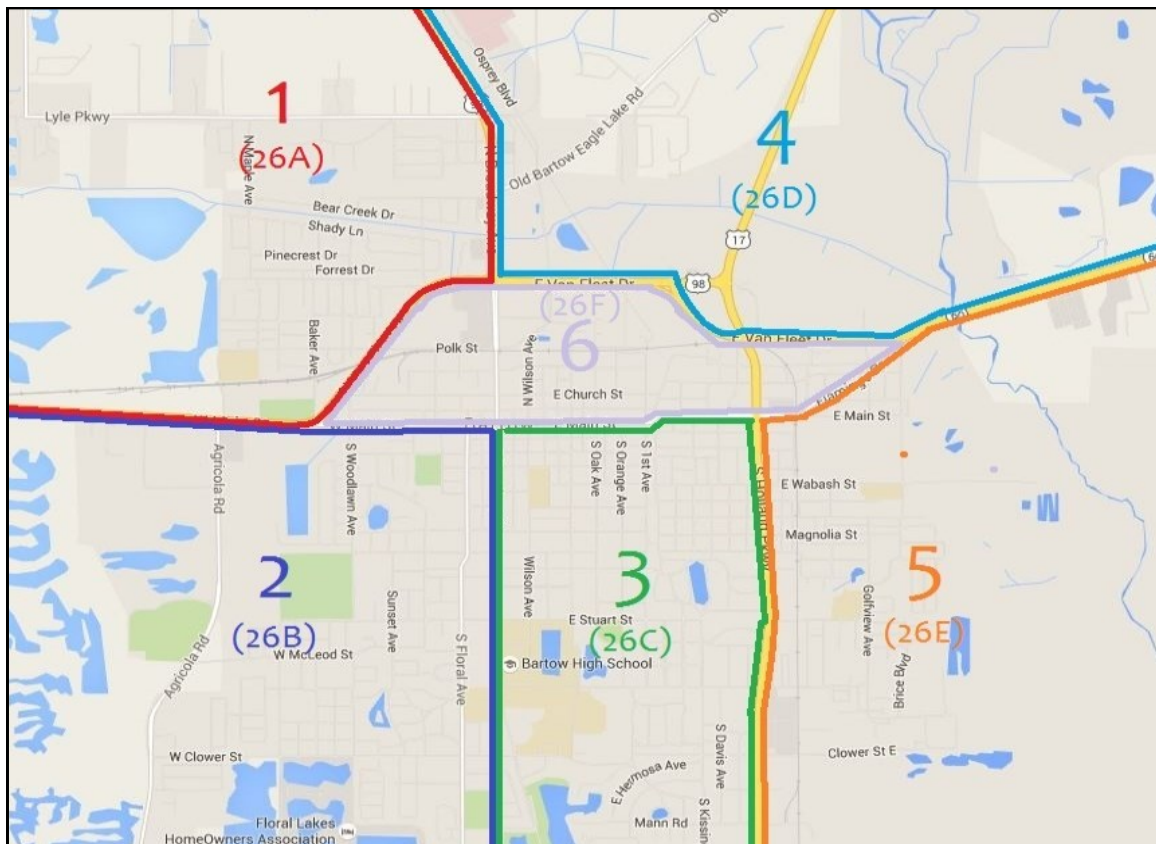 Osprey Blvd
1
(26A)
Lyle Pkwy
N Maple Ave
Old Bartow Eagle Lake Rd
4
(26D)
Bear Creek Dr
Shady Ln
Pinecrest Dr
Forrest Dr
17
98
E Van Fleet Dr
(26F)
6
Baker Ave
Polk St
N Wilson Ave
E Van Fleet Dr
(60)
E Church St
E Main St
E Main St
S Woodlawn Ave
S Oak Ave
S Orange Ave
S 1st Ave
Agricola Rd
E Wabash St
Magnolia St
2
(26B)
3
(26C)
5
(26E)
Wilson Ave
Sunset Ave
S Floral Ave
E Stuart St
Golfview Ave
Brice Blvd
W McLeod St
Bartow High School
Agricola Rd
W Clower St
S Davis Ave
Clower St E
E Hermosa Ave
S Kissing
Mann Rd
Floral Lakes
HomeOwners Association